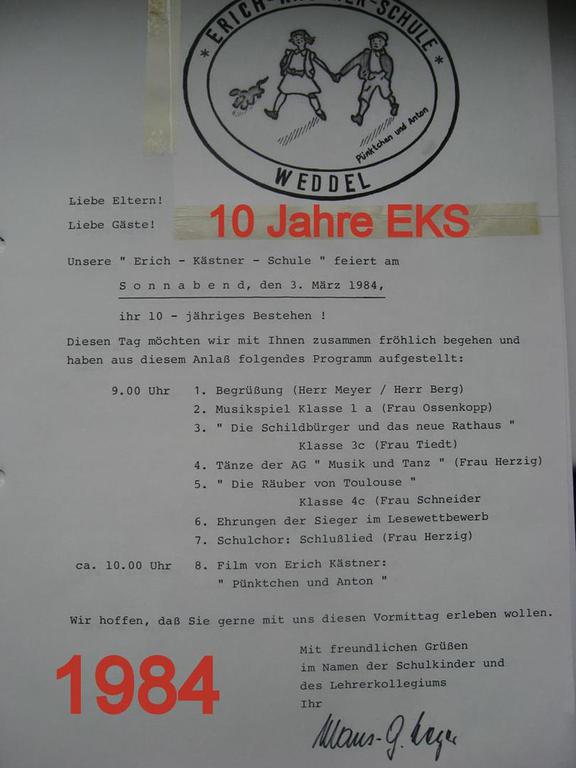 * ERICH-KÄSTNER-SCHULE *
Pünktchen und Anton
WEDDEL
Liebe Eltern!
10 Jahre EKS
Liebe Gäste!
Unsere " Erich - Kästner - Schule " feiert am
S o n n a b e n d, den 3. März 1984,
ihr 10 - jähriges Bestehen !
Diesen Tag möchten wir mit Ihnen zusammen fröhlich begehen und
haben aus diesem Anlaß folgendes Programm aufgestellt:
9.00 Uhr 1. Begrüßung (Herr Meyer / Herr Berg)
2. Musikspiel Klasse 1 a (Frau Ossenkopp)
3. " Die Schildbürger und das neue Rathaus "
Klasse 3c (Frau Tiedt)
4. Tänze der AG " Musik und Tanz " (Frau Herzig)
5. " Die Räuber von Toulouse "
Klasse 4c (Frau Schneider
6. Ehrungen der Sieger im Lesewettbewerb
7. Schulchor: Schlußlied (Frau Herzig)
ca. 10.00 Uhr 8. Film von Erich Kästner:
" Pünktchen und Anton "
Wir hoffen, daß Sie gerne mit uns diesen Vormittag erleben wollen.
Mit freundlichen Grüßen
im Namen der Schulkinder und
des Lehrerkollegiums
Ihr
1984
Klaus-G. Meyer